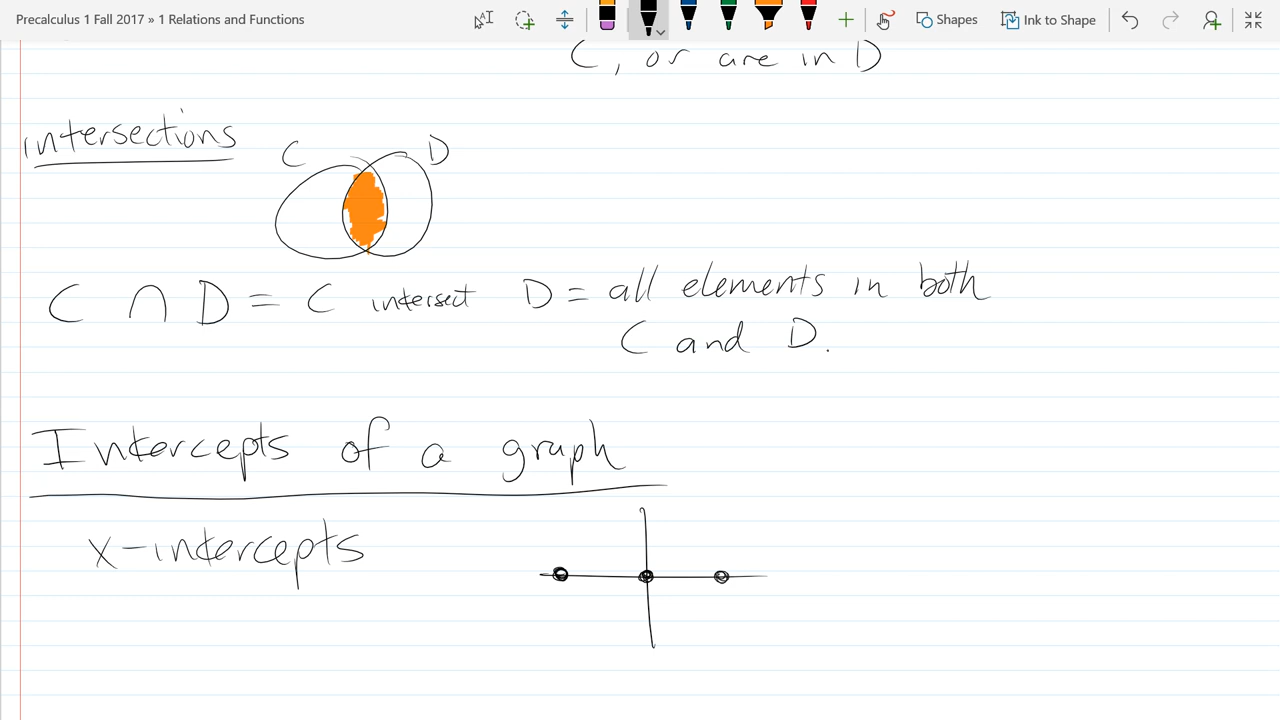 Precalculus 1 Fall 2017 » 1 Relations and Functions
Shapes
Ink to Shape
C, or are in D
intersections
C D
C ∩ D = C intersect D = all elements in both
C and D.
Intercepts of a graph
x-intercepts